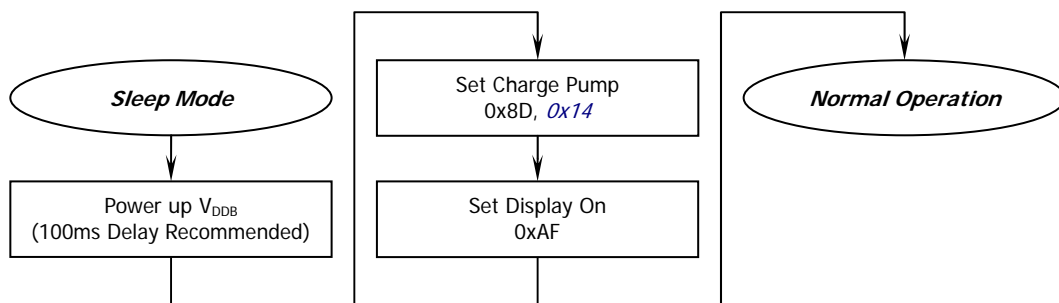 Sleep Mode
Power up VDDB
(100ms Delay Recommended)
Set Charge Pump
0x8D, 0x14
Set Display On
0xAF
Normal Operation